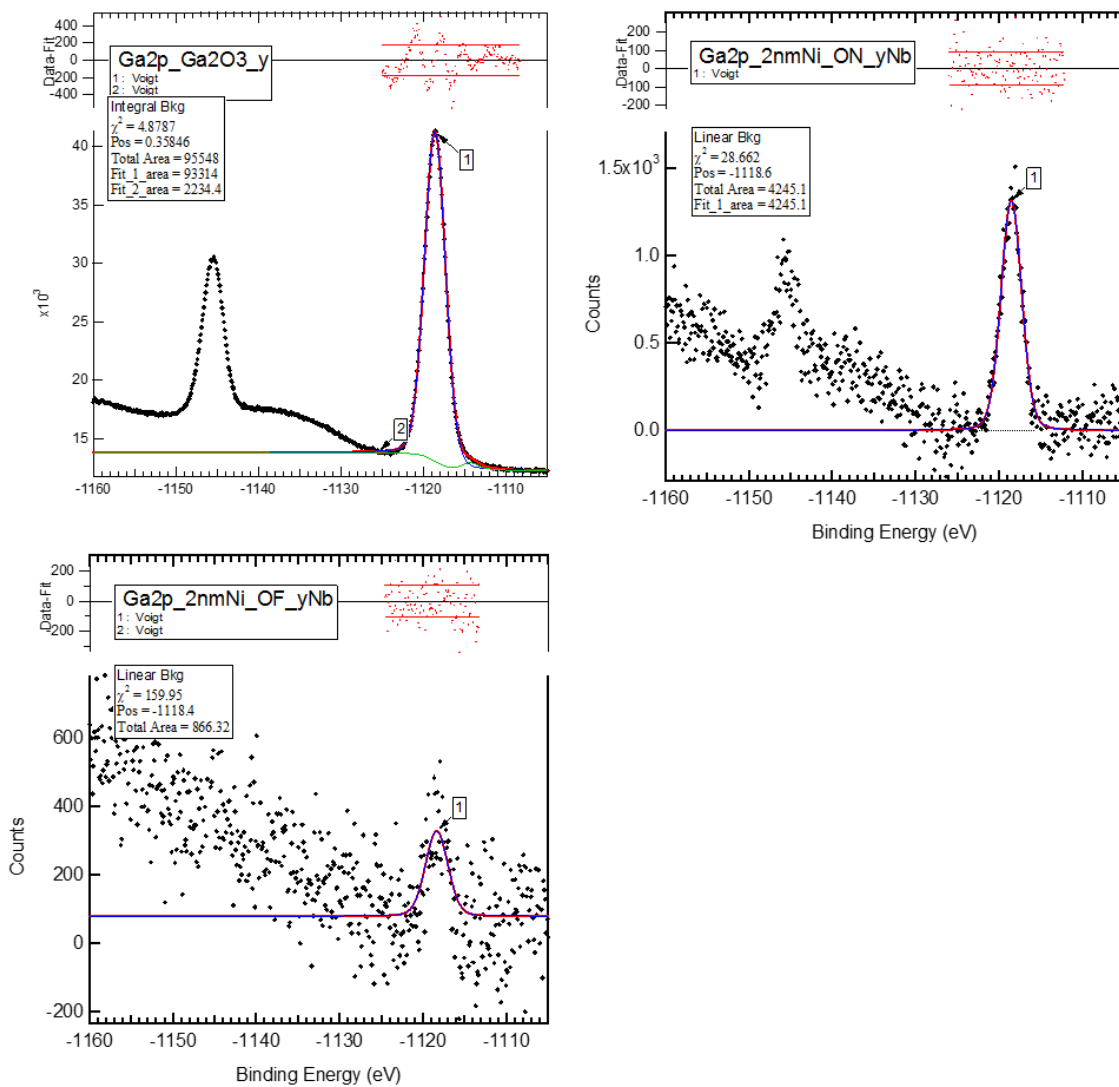 Data-Fit
400
200
0
-200
-400
Ga2p_Ga2O3_y
1 : Voigt
2 : Voigt
Integral Bkg
χ² = 4.8787
Pos = 0.35846
Total Area = 95548
Fit_1_area = 93314
Fit_2_area = 2234.4
x10³
40
35
30
25
20
15
1
2
-1160
-1150
-1140
-1130
-1120
-1110
Data-Fit
200
100
0
-100
-200
Ga2p_2nmNi_ON_yNb
1 : Voigt
Linear Bkg
χ² = 28.662
Pos = -1118.6
Total Area = 4245.1
Fit_1_area = 4245.1
Counts
1.5x10³
1.0
0.5
0.0
1
-1160
-1150
-1140
-1130
-1120
-1110
Binding Energy (eV)
Data-Fit
200
0
-200
Ga2p_2nmNi_OF_yNb
1 : Voigt
2 : Voigt
Linear Bkg
χ² = 159.95
Pos = -1118.4
Total Area = 866.32
Counts
600
400
200
0
-200
1
-1160
-1150
-1140
-1130
-1120
-1110
Binding Energy (eV)